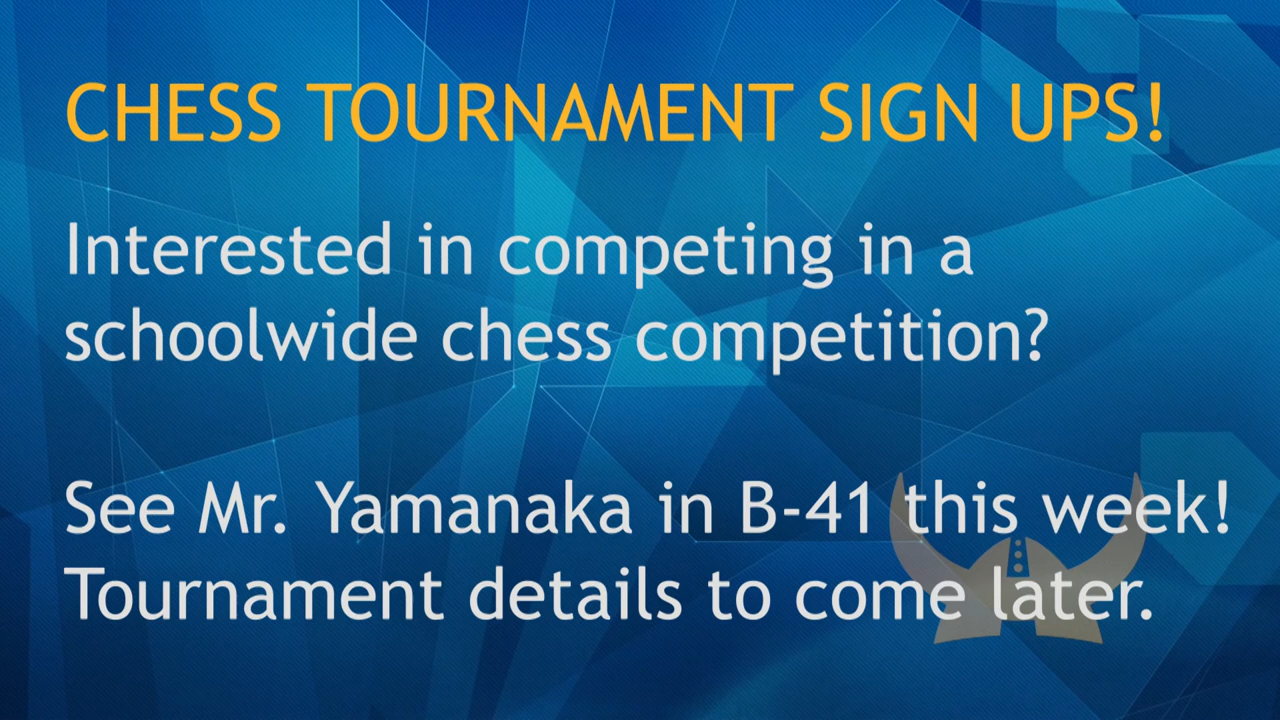 CHESS TOURNAMENT SIGN UPS!
Interested in competing in a
schoolwide chess competition?
See Mr. Yamanaka in B-41 this week!
Tournament details to come later.